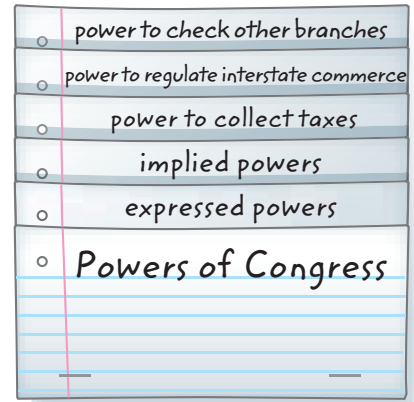 power to check other branches
power to regulate interstate commerce
power to collect taxes
implied powers
expressed powers
Powers of Congress